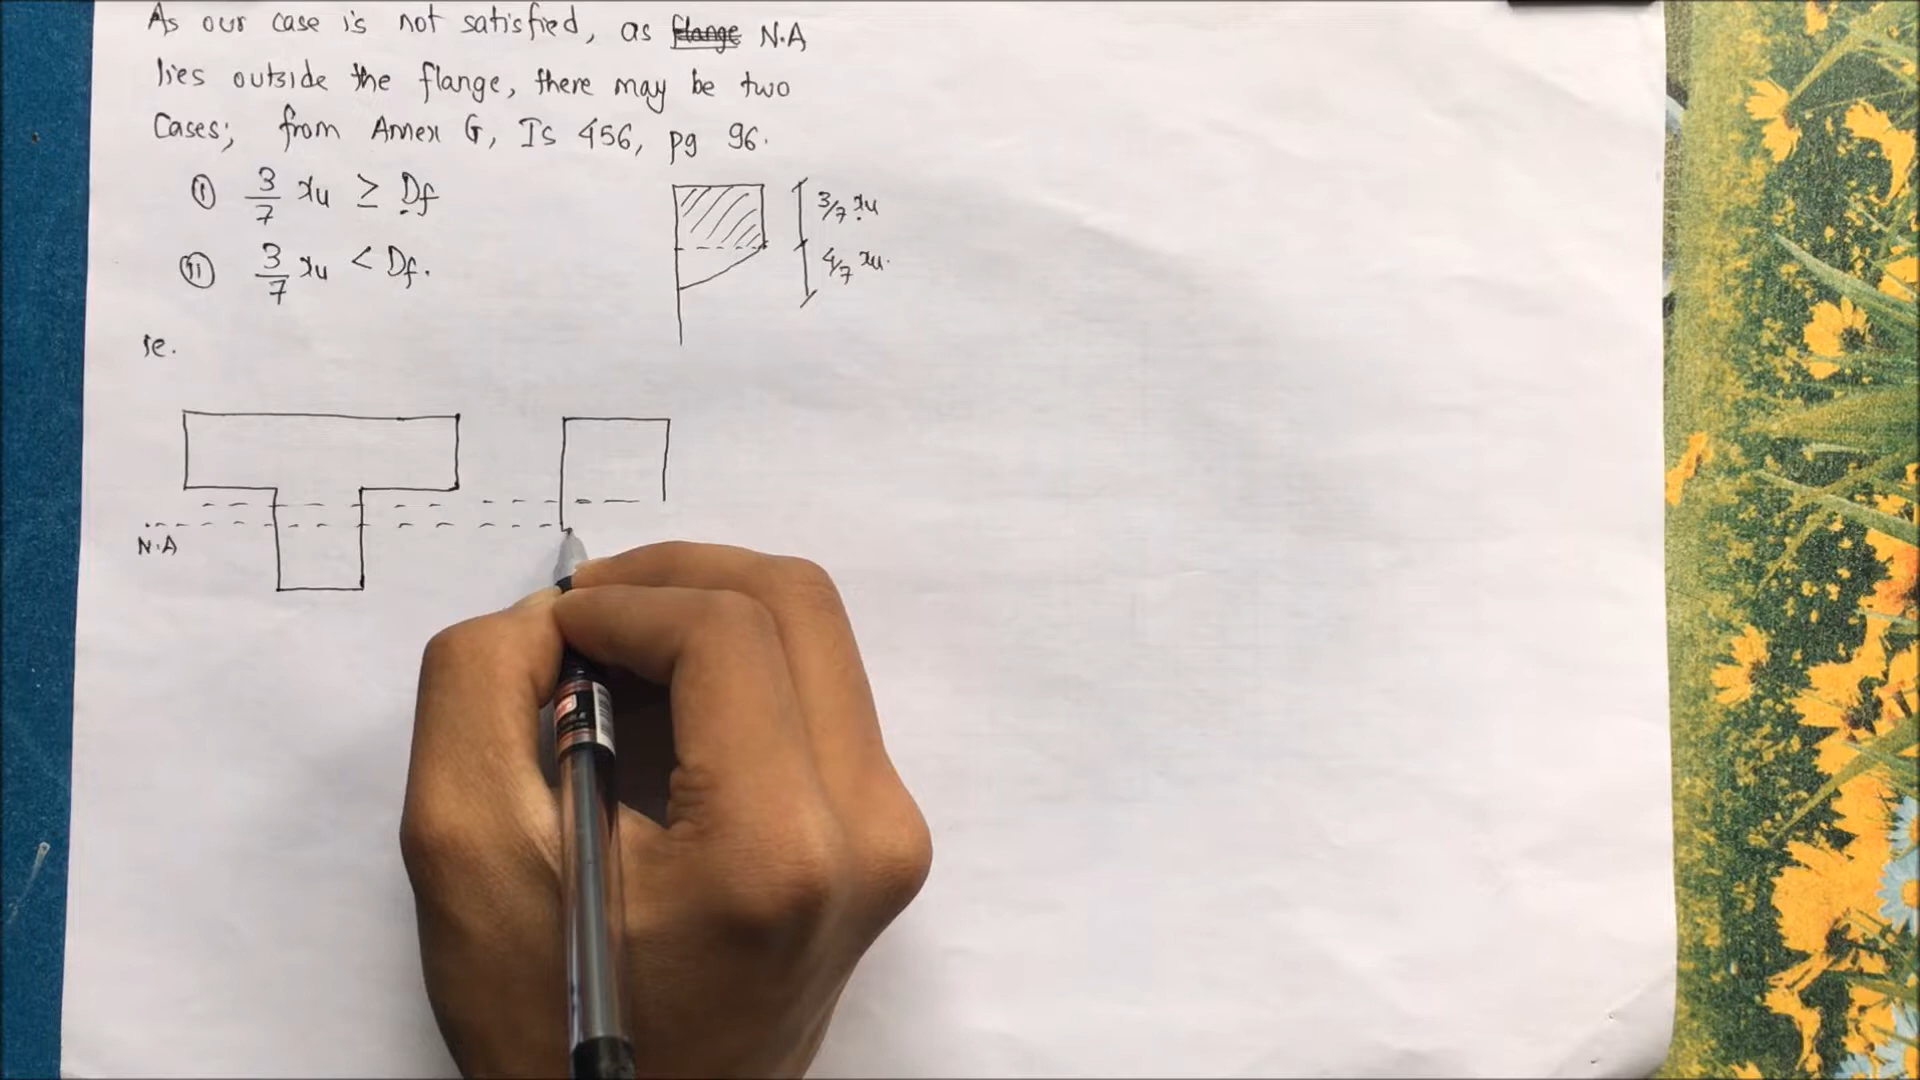 As our case is not satisfied, as flange N.A
lies outside the flange, there may be two
Cases; from Annex G, Is 456, pg 96.
(i) 3/7 xu ≥ Df
(ii) 3/7 xu < Df.
3/7 xu
4/7 xu.
ie.
N.A